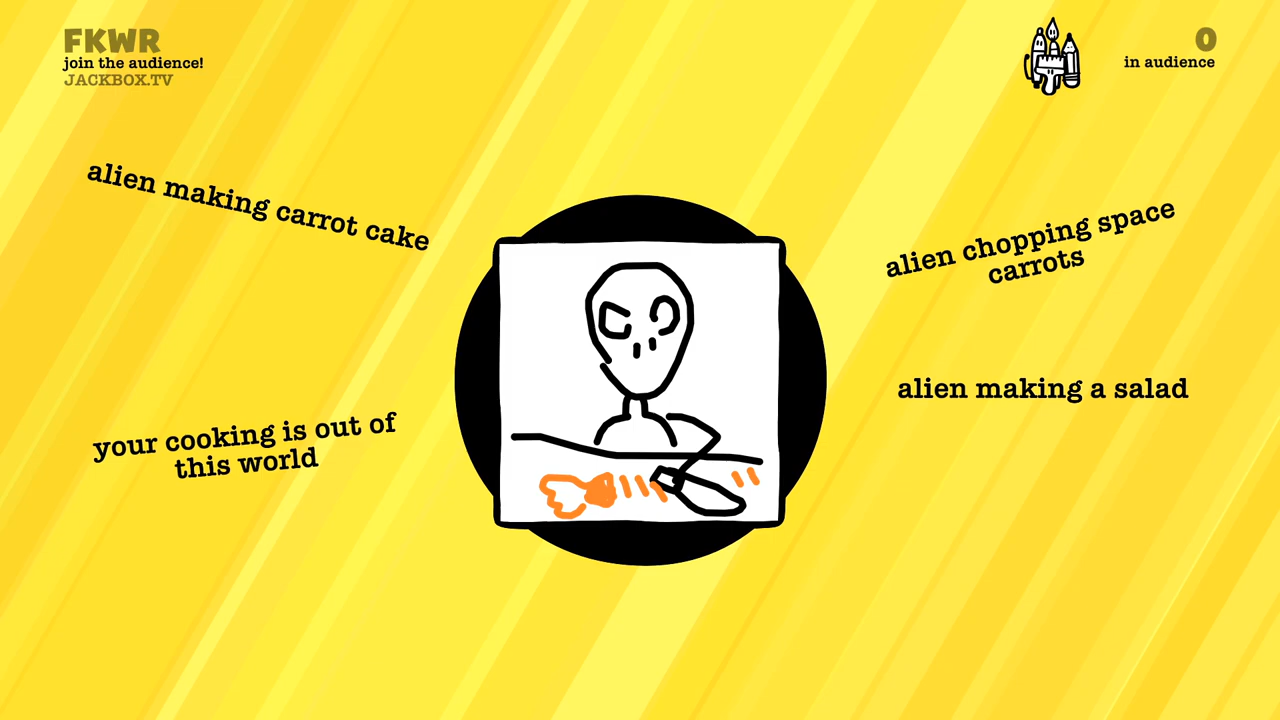 FKWR
join the audience!
JACKBOX.TV
0
in audience
alien making carrot cake
alien chopping space
carrots
your cooking is out of
this world
alien making a salad